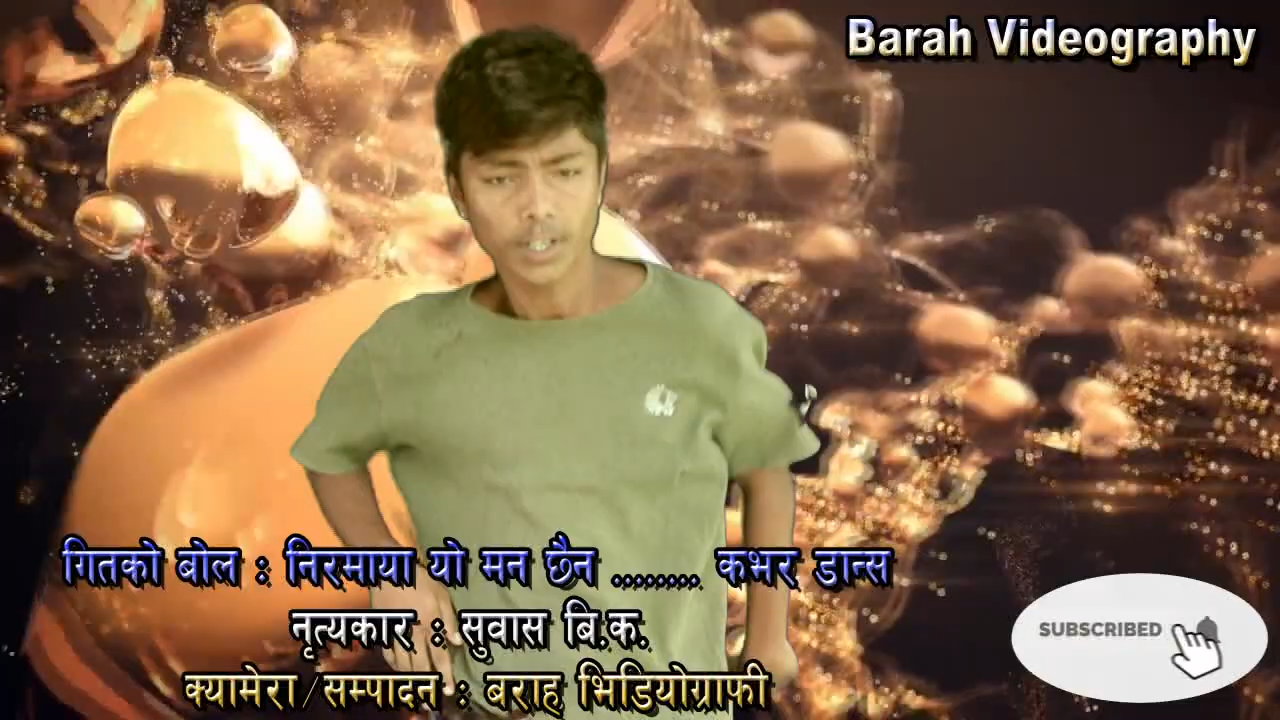 Barah Videography
गितको बोल : निरमाया यो मन छैन ........ कभर डान्स
नृत्यकार : सुवास बि.क.
SUBSCRIBED
क्यामेरा/सम्पादन : बराह भिडियोग्राफी